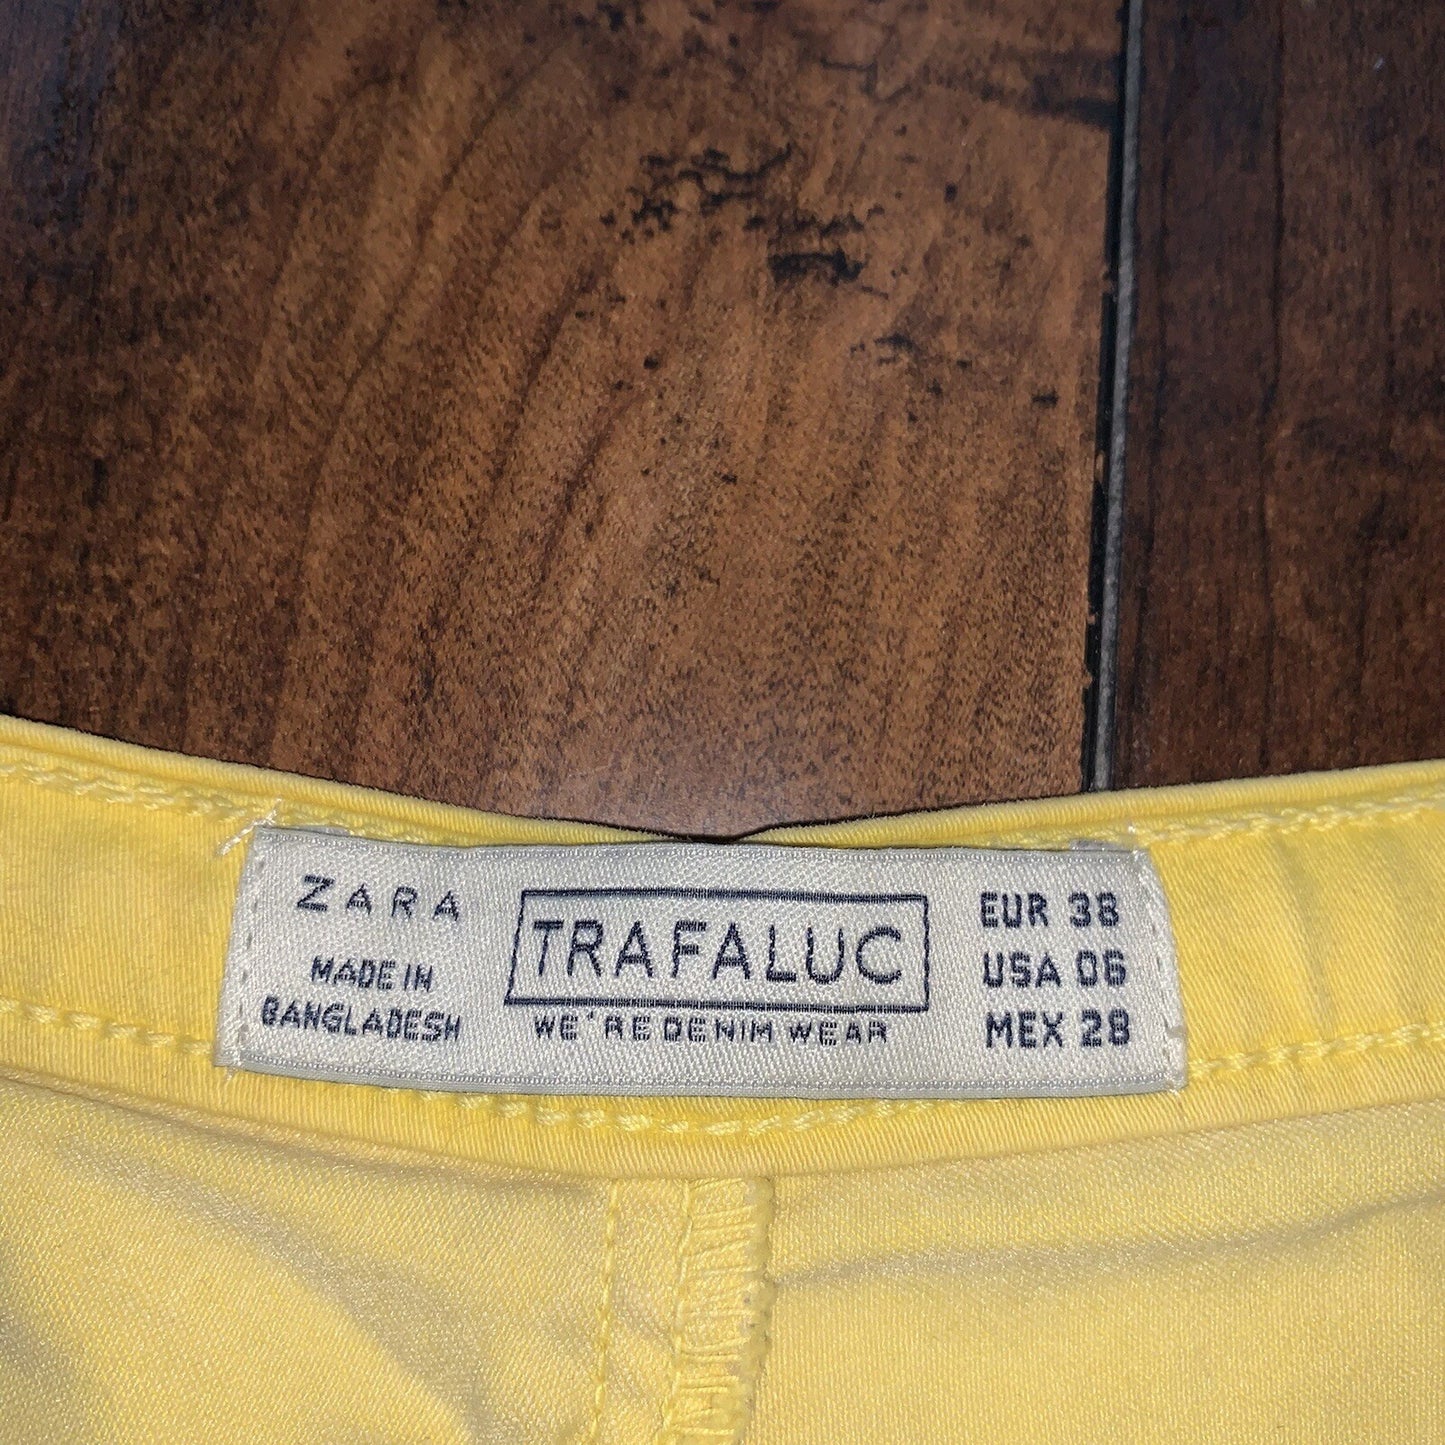 ZARA
MADE IN
BANGLADESH
TRAFALUC
WE'RE DENIM WEAR
EUR 38
USA 06
MEX 28